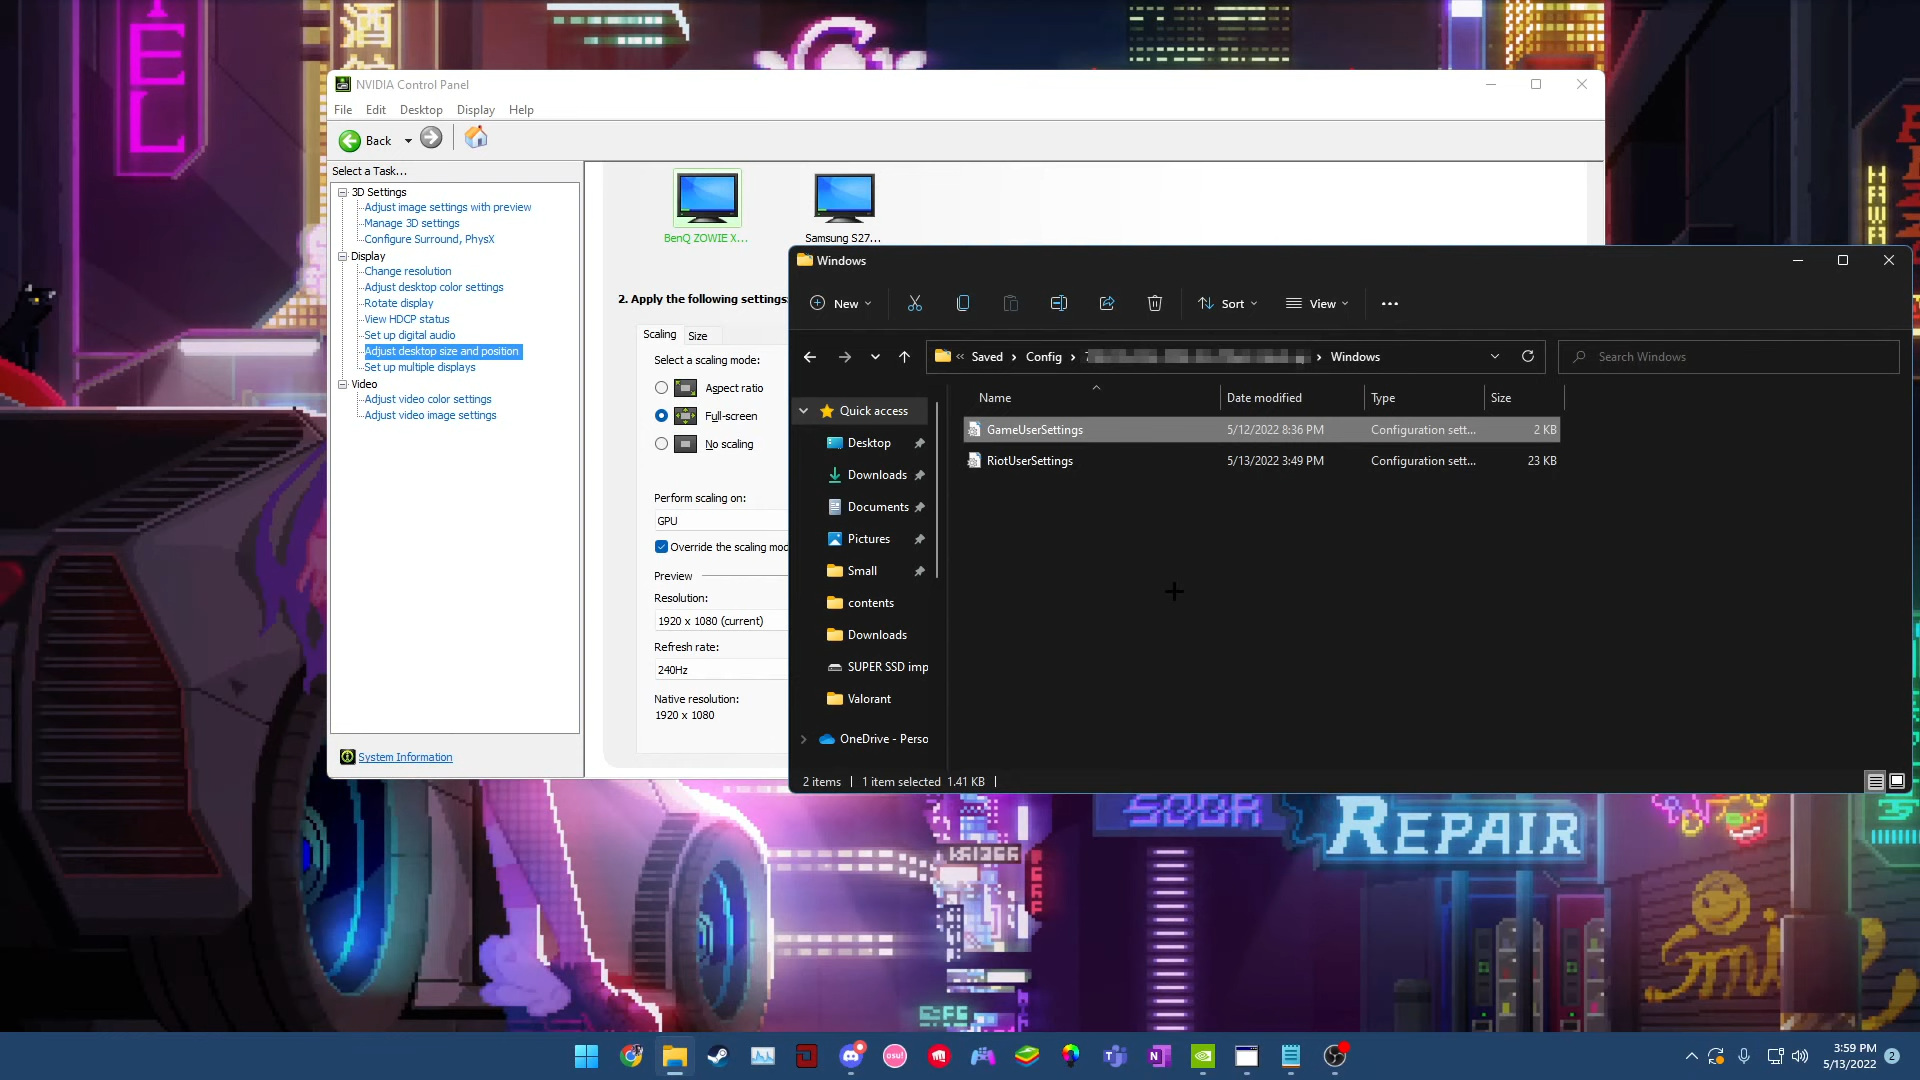 NVIDIA Control Panel
File Edit Desktop Display Help
Back
Select a Task...
3D Settings
Adjust image settings with preview
Manage 3D settings
Configure Surround, PhysX
Display
Change resolution
Adjust desktop color settings
Rotate display
View HDCP status
Set up digital audio
Adjust desktop size and position
Set up multiple displays
Video
Adjust video color settings
Adjust video image settings
System Information
BenQ ZOWIE X...
Samsung S27...
2. Apply the following settings
Scaling Size
Select a scaling mode:
Aspect ratio
Full-screen
No scaling
Perform scaling on:
GPU
Override the scaling mod
Preview
Resolution:
1920 x 1080 (current)
Refresh rate:
240Hz
Native resolution:
1920 x 1080
Windows
New Sort View
« Saved › Config › › Windows
Search Windows
Name Date modified Type Size
GameUserSettings 5/12/2022 8:36 PM Configuration sett... 2 KB
RiotUserSettings 5/13/2022 3:49 PM Configuration sett... 23 KB
Quick access
Desktop
Downloads
Documents
Pictures
Small
contents
Downloads
SUPER SSD imp
Valorant
OneDrive - Perso
2 items 1 item selected 1.41 KB
EL
酒
SODA
REPAIR
osu!
3:59 PM
5/13/2022
2